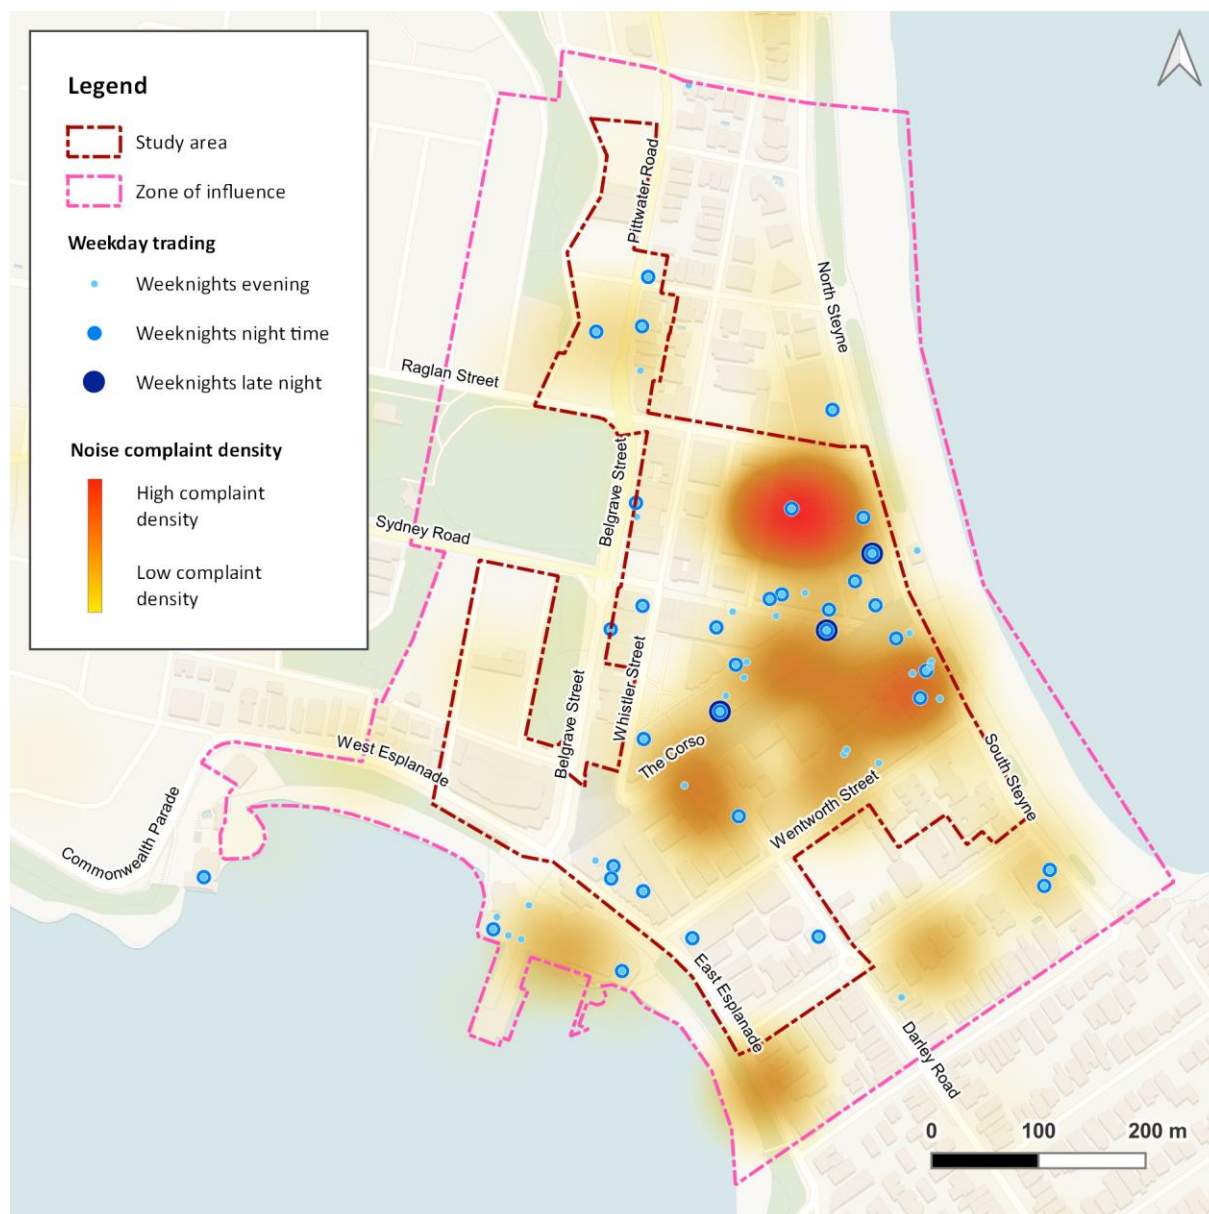 Legend
Study area
Zone of influence
Weekday trading
Weeknights evening
Weeknights night time
Weeknights late night
Noise complaint density
High complaint
density
Low complaint
density
Pittwater Road
North Steyne
Raglan Street
Belgrave Street
Sydney Road
Whistler Street
Belgrave Street
The Corso
West Esplanade
South Steyne
Wentworth Street
Commonwealth Parade
East Esplanade
Darley Road
0 100 200 m